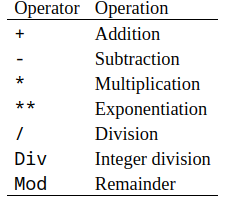 Operator Operation
+ Addition
- Subtraction
* Multiplication
** Exponentiation
/ Division
Div Integer division
Mod Remainder